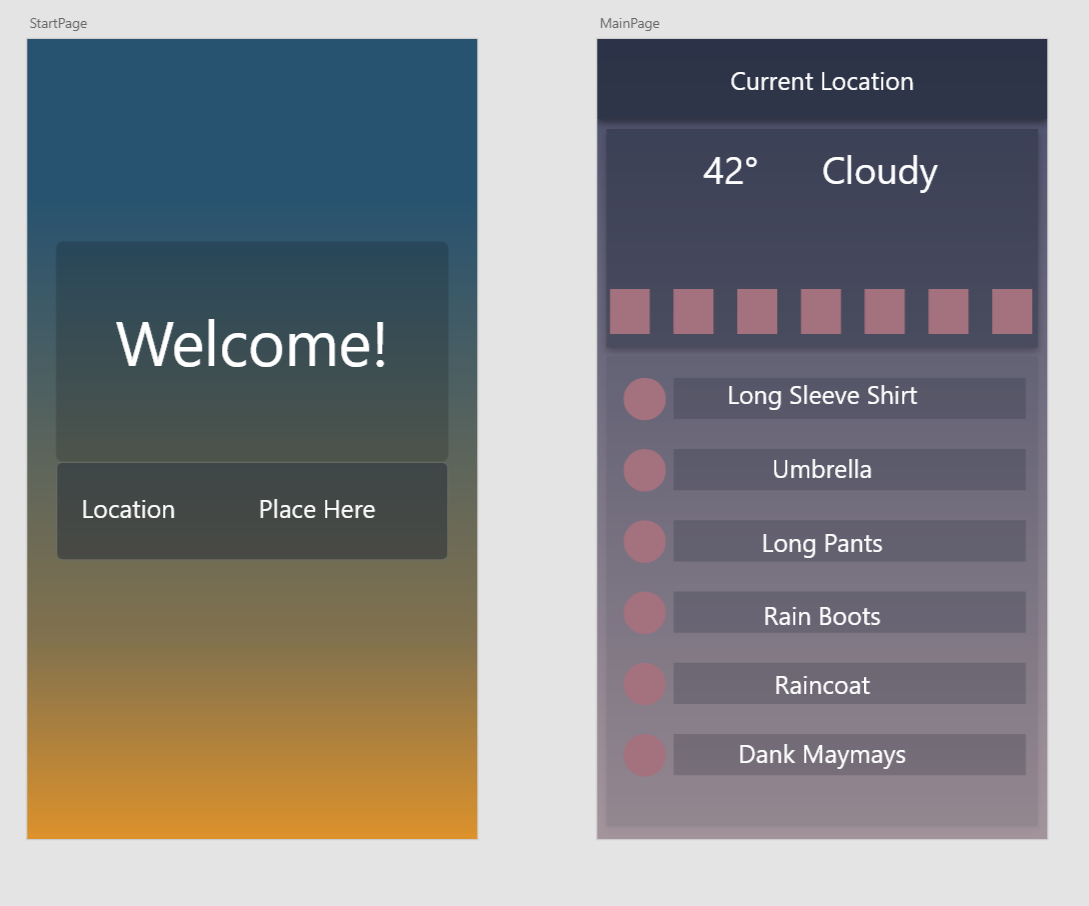 StartPage
Welcome!
Location Place Here
MainPage
Current Location
42° Cloudy
Long Sleeve Shirt
Umbrella
Long Pants
Rain Boots
Raincoat
Dank Maymays